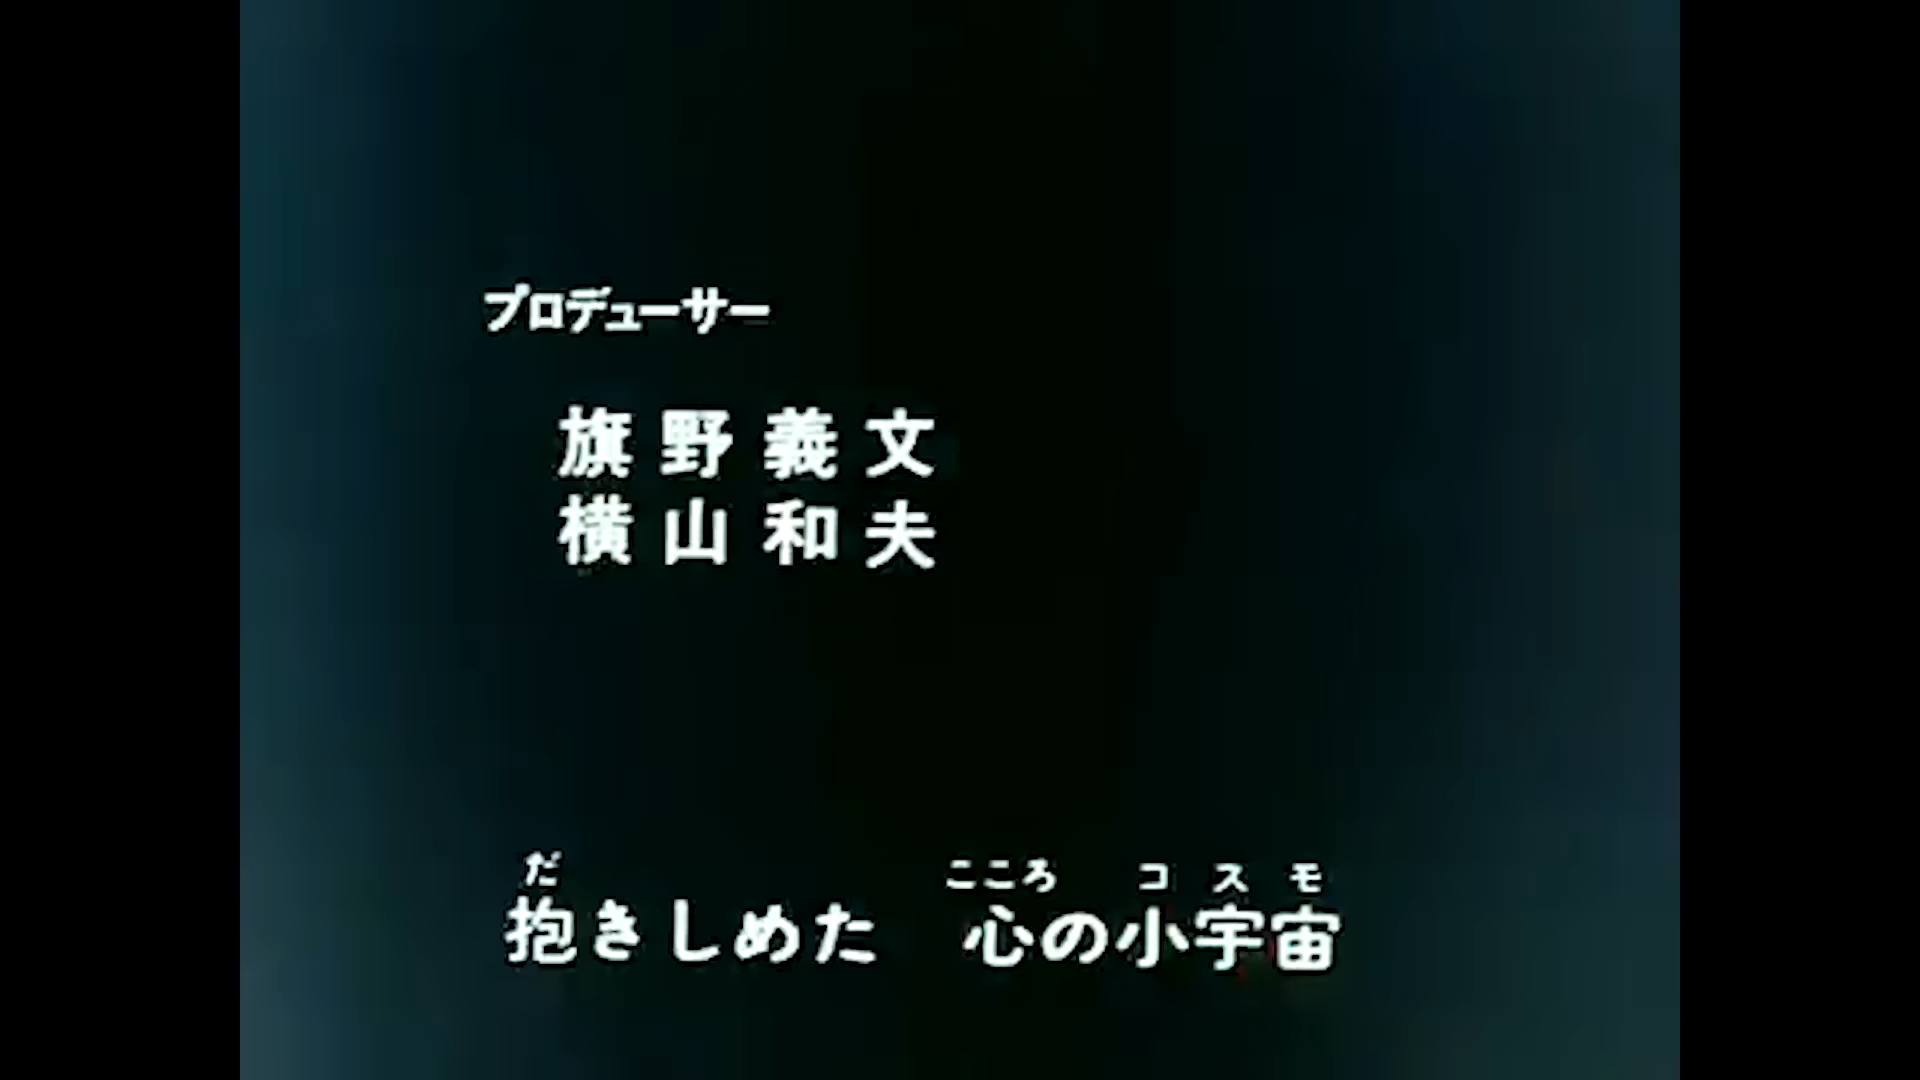 プロデューサー
旗野義文
横山和夫
だ こころ コスモ
抱きしめた 心の小宇宙